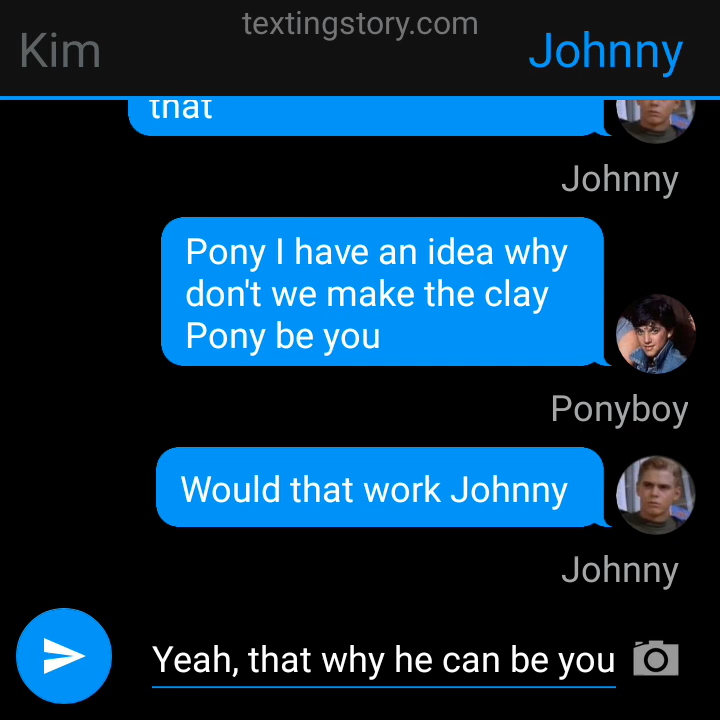 textingstory.com
Kim
Johnny
that
Johnny
Pony I have an idea why
don't we make the clay
Pony be you
Ponyboy
Would that work Johnny
Johnny
Yeah, that why he can be you